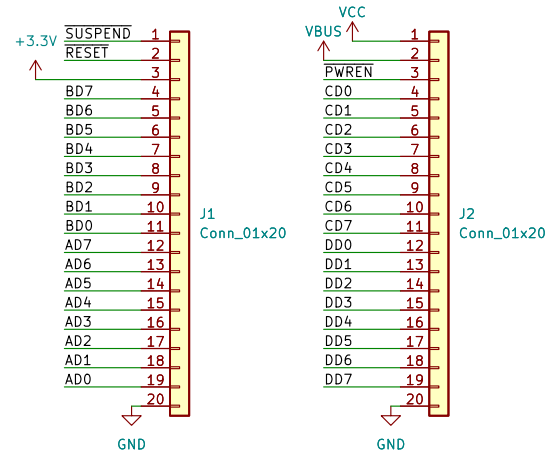 SUSPEND 1
RESET 2
+3.3V
3
BD7 4
BD6 5
BD5 6
BD4 7
BD3 8
BD2 9
BD1 10
BD0 11
AD7 12
AD6 13
AD5 14
AD4 15
AD3 16
AD2 17
AD1 18
AD0 19
20
GND
J1
Conn_01x20
VCC
VBUS
1
2
PWREN 3
CD0 4
CD1 5
CD2 6
CD3 7
CD4 8
CD5 9
CD6 10
CD7 11
DD0 12
DD1 13
DD2 14
DD3 15
DD4 16
DD5 17
DD6 18
DD7 19
20
GND
J2
Conn_01x20